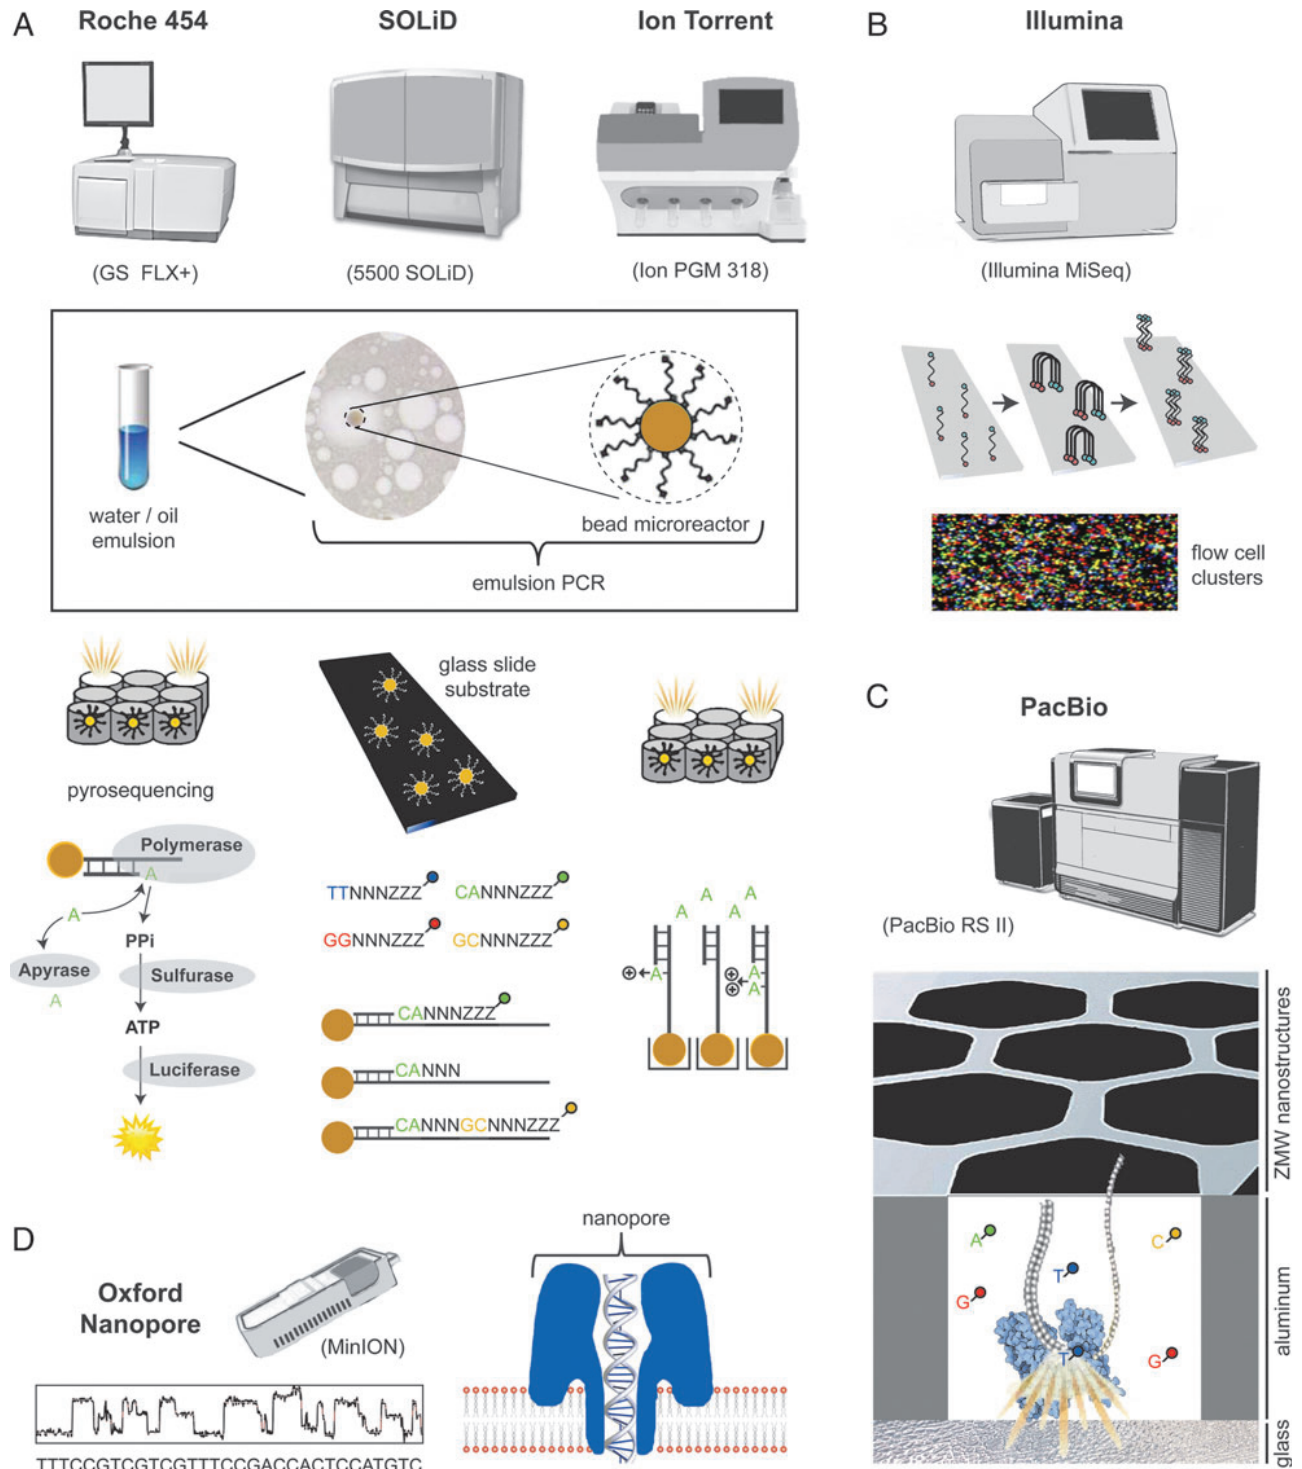 A
Roche 454
SOLiD
Ion Torrent
(GS FLX+)
(5500 SOLiD)
(Ion PGM 318)
water / oil
emulsion
bead microreactor
emulsion PCR
pyrosequencing
Polymerase
A
A
PPi
Apyrase
A
Sulfurase
ATP
Luciferase
glass slide
substrate
TTNNNZZZ
CANNNZZZ
GGNNNZZZ
GCNNNZZZ
CANNNZZZ
CANNN
CANNNGCNNNZZZ
A
A
A
A
+
A
+
+
A
A
B
Illumina
(Illumina MiSeq)
flow cell
clusters
C
PacBio
(PacBio RS II)
ZMW nanostructures
aluminum
glass
A
C
T
G
T
G
D
Oxford
Nanopore
(MinION)
nanopore
TTTCCGTCGTCGTTTCCGACCACTCCATGTC